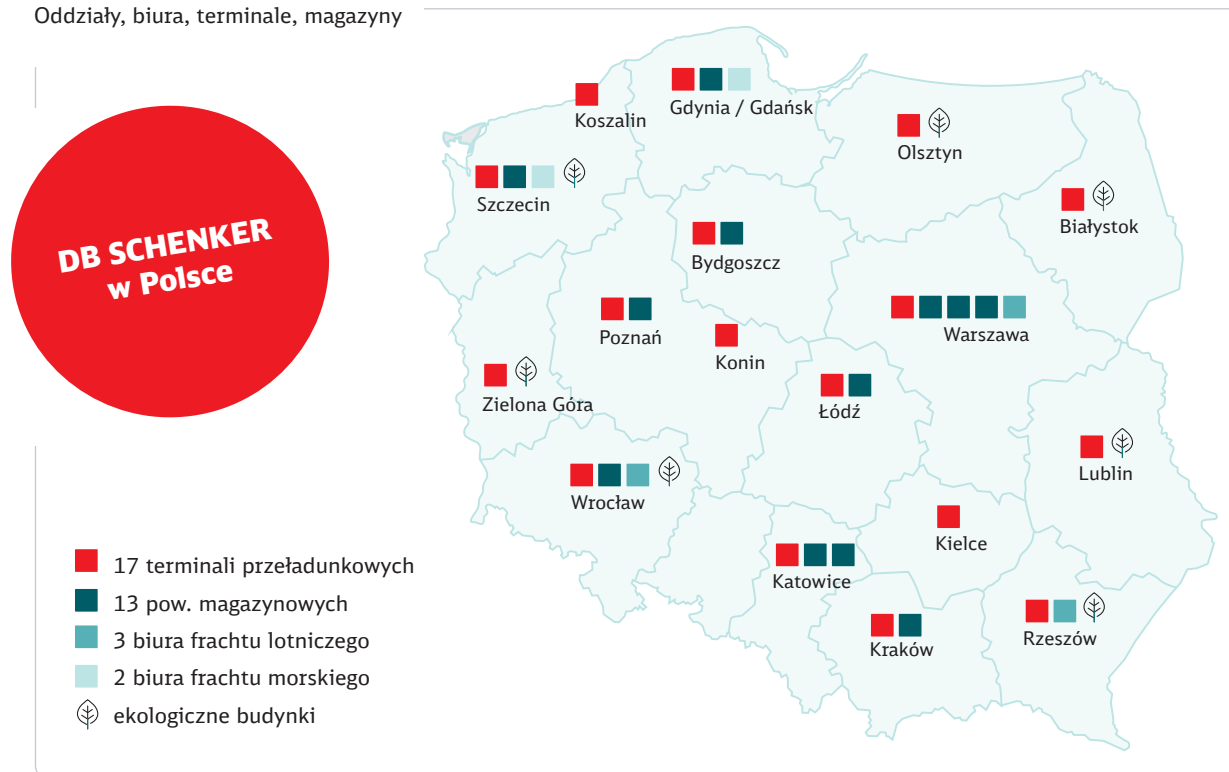 Oddziały, biura, terminale, magazyny
DB SCHENKER
w Polsce
Koszalin
Gdynia / Gdańsk
Olsztyn
Szczecin
Białystok
Bydgoszcz
Poznań
Konin
Warszawa
Zielona Góra
Łódź
Lublin
Wrocław
Kielce
Katowice
Kraków
Rzeszów
17 terminali przeładunkowych
13 pow. magazynowych
3 biura frachtu lotniczego
2 biura frachtu morskiego
ekologiczne budynki